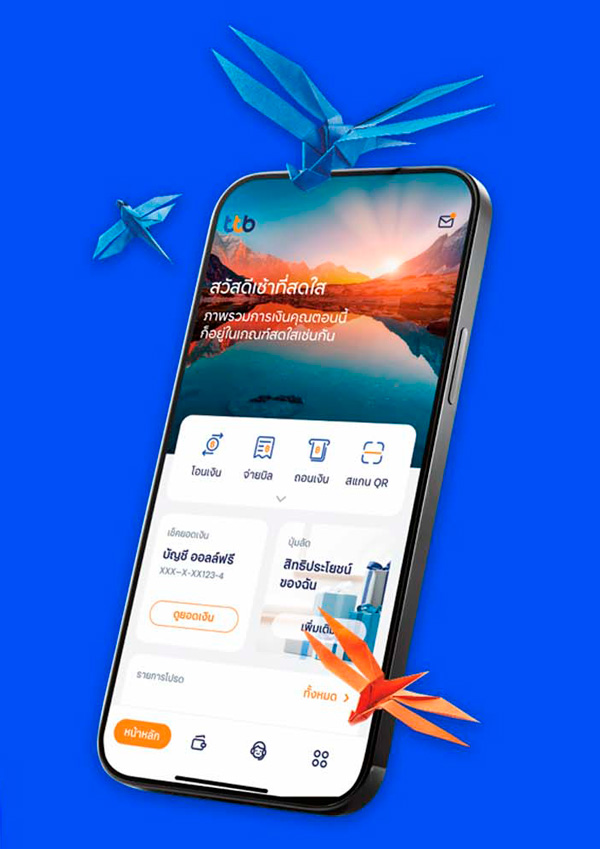 ttb
สวัสดีเช้าที่สดใส
ภาพรวมการเงินคุณตอนนี้
ก็อยู่ในเกณฑ์สดใสเช่นกัน
โอนเงิน จ่ายบิล ถอนเงิน สแกน QR
เช็คยอดเงิน
บัญชี ออลล์ฟรี
XXX-X-XX123-4
ดูยอดเงิน
ปุ่มลัด
สิทธิประโยชน์
ของฉัน
เพิ่มเติม
รายการโปรด
ทั้งหมด
หน้าหลัก